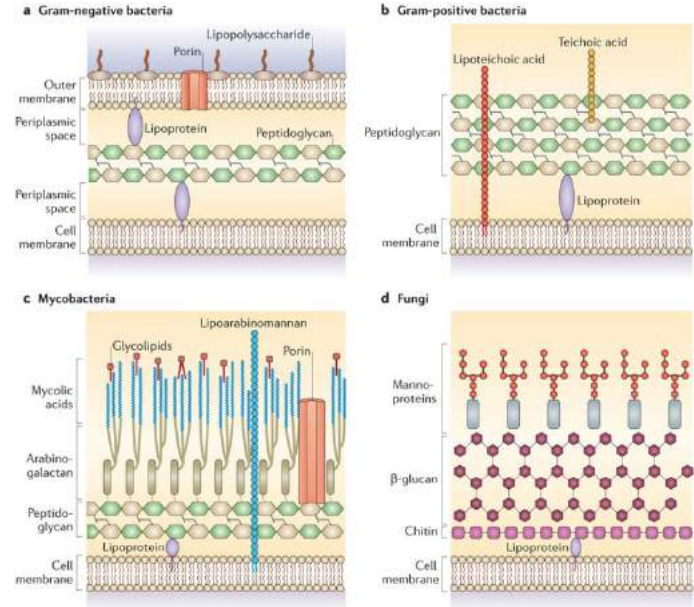 a Gram-negative bacteria
Lipopolysaccharide
Porin
Outer
membrane
Periplasmic
space
Lipoprotein
Peptidoglycan
Periplasmic
space
Cell
membrane
b Gram-positive bacteria
Teichoic acid
Lipoteichoic acid
Peptidoglycan
Lipoprotein
Cell
membrane
c Mycobacteria
Lipoarabinomannan
Glycolipids
Porin
Mycolic
acids
Arabino-
galactan
Peptido-
glycan
Lipoprotein
Cell
membrane
d Fungi
Manno-
proteins
β-glucan
Chitin
Lipoprotein
Cell
membrane